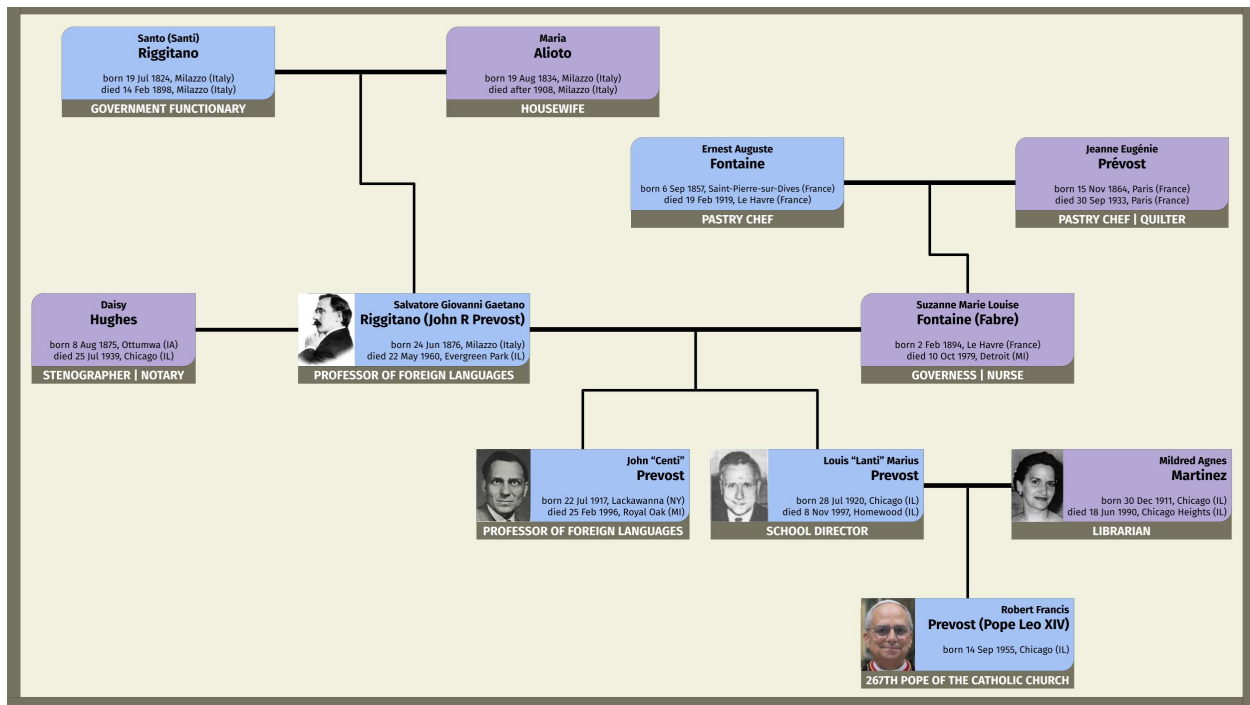 Santo (Santi)
Riggitano
born 19 Jul 1824, Milazzo (Italy)
died 14 Feb 1898, Milazzo (Italy)
GOVERNMENT FUNCTIONARY
Maria
Alioto
born 19 Aug 1834, Milazzo (Italy)
died after 1908, Milazzo (Italy)
HOUSEWIFE
Ernest Auguste
Fontaine
born 6 Sep 1857, Saint-Pierre-sur-Dives (France)
died 19 Feb 1919, Le Havre (France)
PASTRY CHEF
Jeanne Eugénie
Prévost
born 15 Nov 1864, Paris (France)
died 30 Sep 1933, Paris (France)
PASTRY CHEF | QUILTER
Daisy
Hughes
born 8 Aug 1875, Ottumwa (IA)
died 25 Jul 1939, Chicago (IL)
STENOGRAPHER | NOTARY
Salvatore Giovanni Gaetano
Riggitano (John R Prevost)
born 24 Jun 1876, Milazzo (Italy)
died 22 May 1960, Evergreen Park (IL)
PROFESSOR OF FOREIGN LANGUAGES
Suzanne Marie Louise
Fontaine (Fabre)
born 2 Feb 1894, Le Havre (France)
died 10 Oct 1979, Detroit (MI)
GOVERNESS | NURSE
John “Centi”
Prevost
born 22 Jul 1917, Lackawanna (NY)
died 25 Feb 1996, Royal Oak (MI)
PROFESSOR OF FOREIGN LANGUAGES
Louis “Lanti” Marius
Prevost
born 28 Jul 1920, Chicago (IL)
died 8 Nov 1997, Homewood (IL)
SCHOOL DIRECTOR
Mildred Agnes
Martinez
born 30 Dec 1911, Chicago (IL)
died 18 Jun 1990, Chicago Heights (IL)
LIBRARIAN
Robert Francis
Prevost (Pope Leo XIV)
born 14 Sep 1955, Chicago (IL)
267TH POPE OF THE CATHOLIC CHURCH